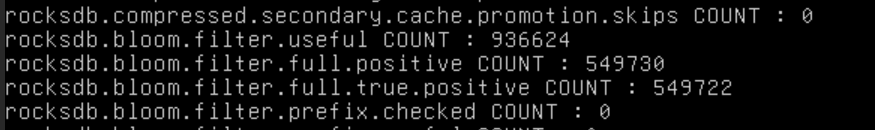 rocksdb.compressed.secondary.cache.promotion.skips COUNT : 0
rocksdb.bloom.filter.useful COUNT : 936624
rocksdb.bloom.filter.full.positive COUNT : 549730
rocksdb.bloom.filter.full.true.positive COUNT : 549722
rocksdb.bloom.filter.prefix.checked COUNT : 0